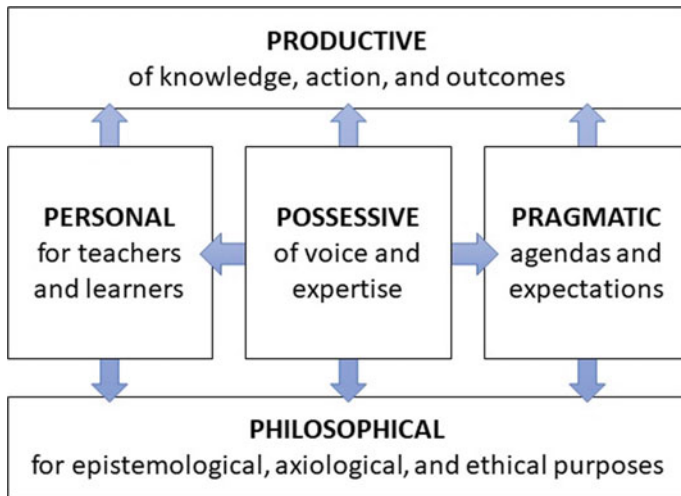 PRODUCTIVE
of knowledge, action, and outcomes
PERSONAL
for teachers
and learners
POSSESSIVE
of voice and
expertise
PRAGMATIC
agendas and
expectations
PHILOSOPHICAL
for epistemological, axiological, and ethical purposes